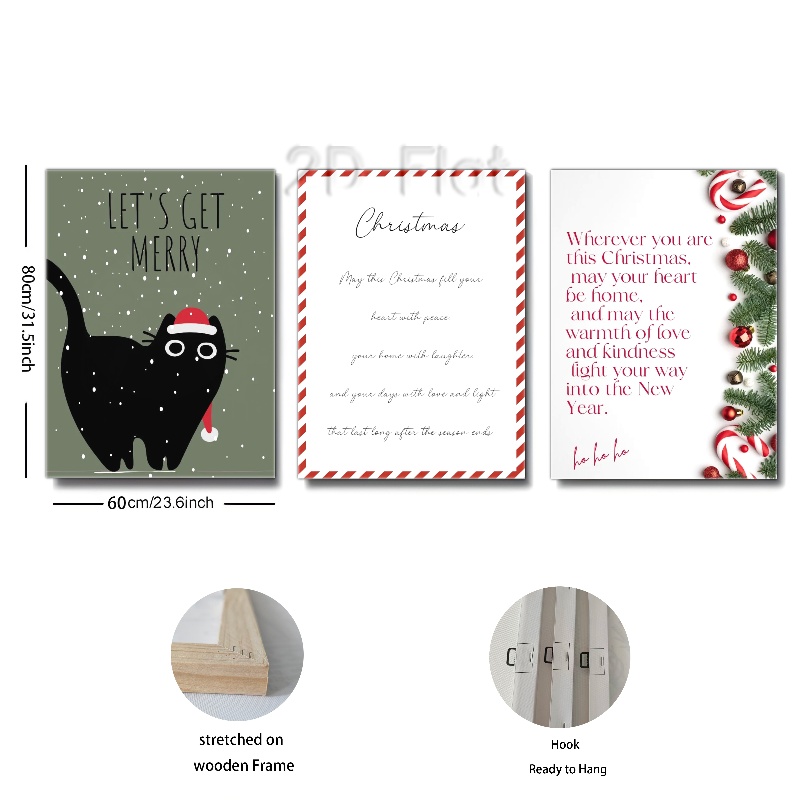 2D Flat
LET'S GET
MERRY
Christmas
May this Christmas fill your
heart with peace
your home with laughter
and your days with love and light
that last long after the season ends
Wherever you are
this Christmas,
may your heart
be home,
and may the
warmth of love
and kindness
light your way
into the New
Year.
ho ho ho
80cm/31.5inch
60cm/23.6inch
stretched on
wooden Frame
Hook
Ready to Hang